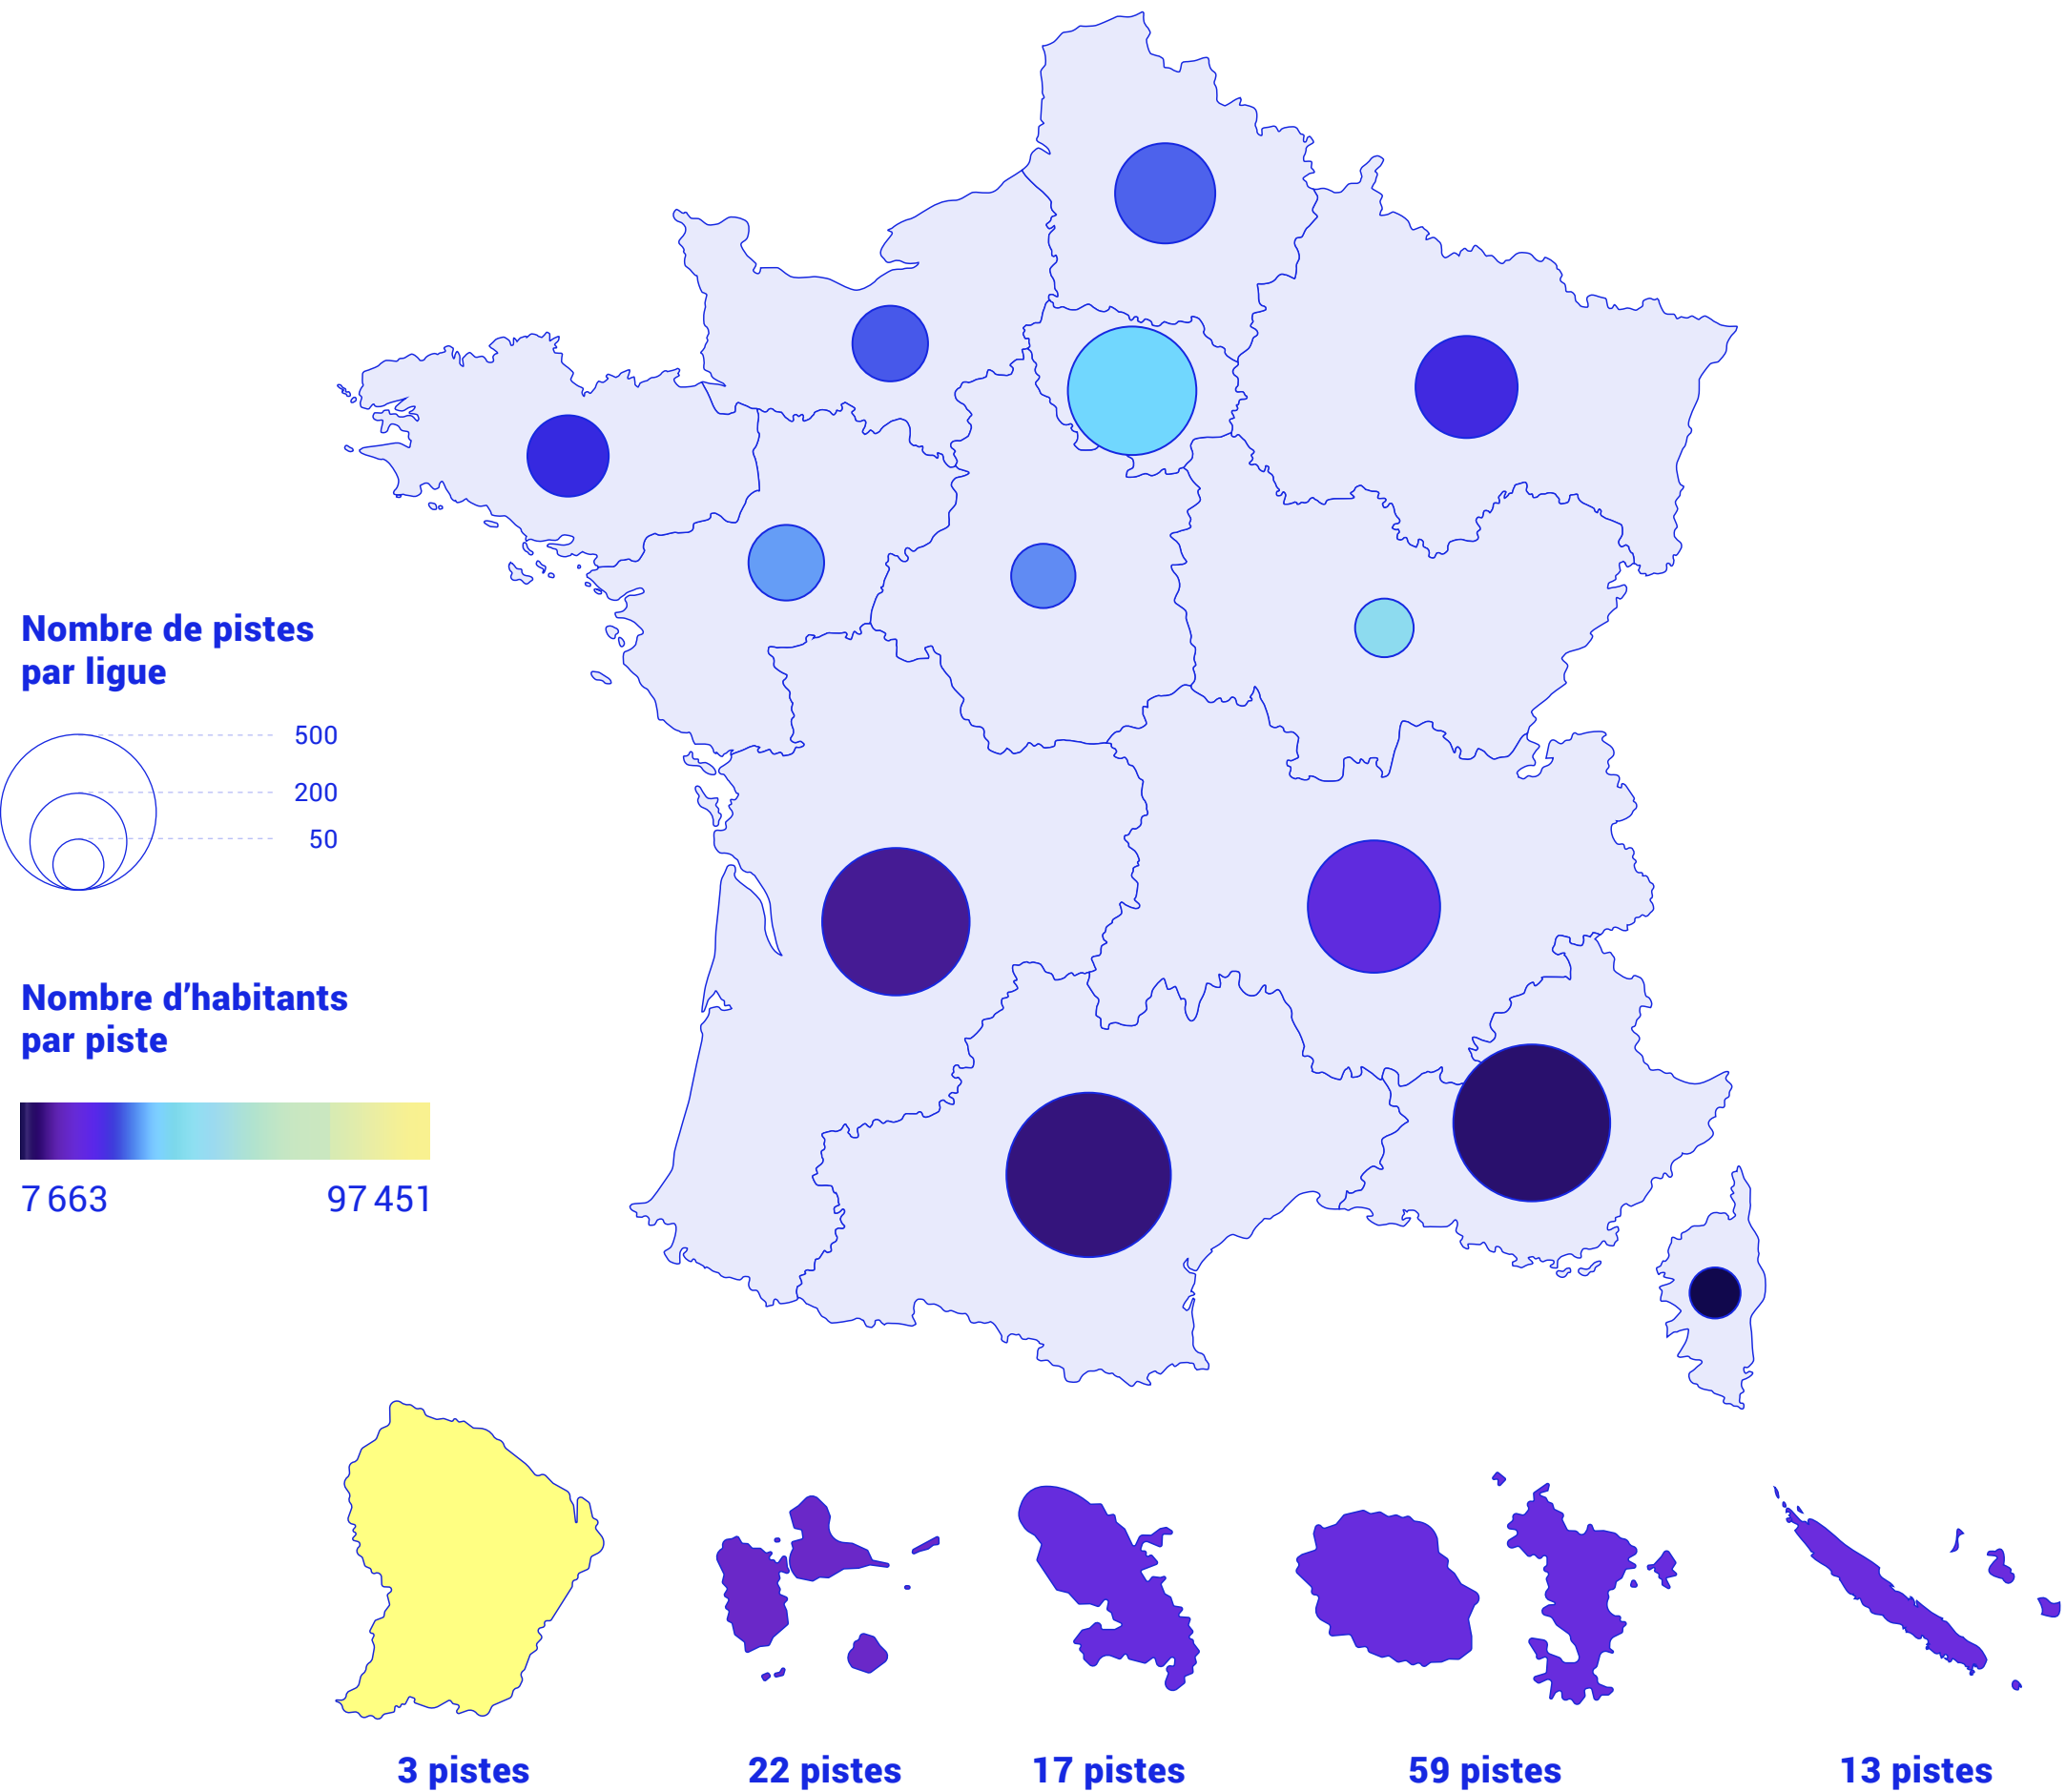 Nombre de pistes
par ligue
500
200
50
Nombre d’habitants
par piste
7 663
97 451
3 pistes
22 pistes
17 pistes
59 pistes
13 pistes